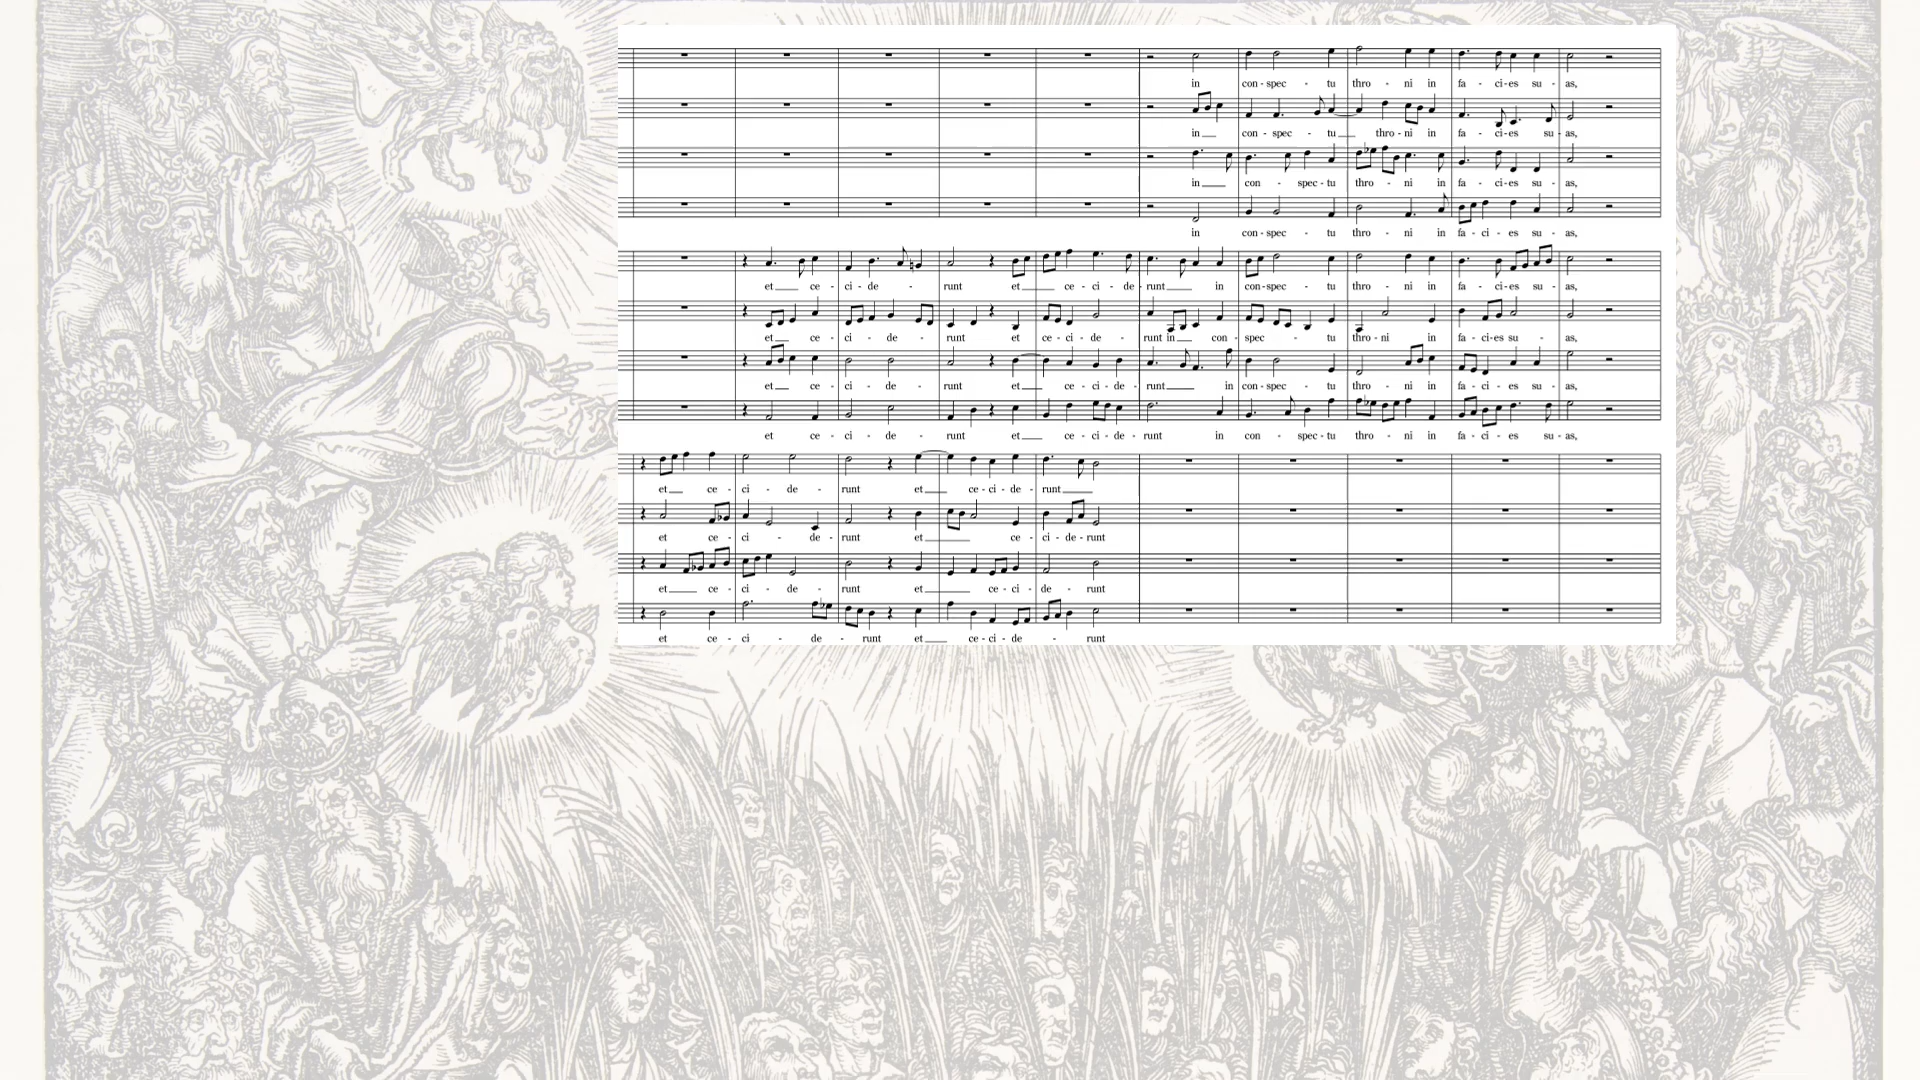 in con - spec - tu thro - ni in fa - ci - es su - as,
in con - spec - tu thro - ni in fa - ci - es su - as,
in con - spec - tu thro - ni in fa - ci - es su - as,
in con - spec - tu thro - ni in fa - ci - es su - as,
et ce - ci - de - runt et ce - ci - de - runt in con - spec - tu thro - ni in fa - ci - es su - as,
et ce - ci - de - runt et ce - ci - de - runt in con - spec - tu thro - ni in fa - ci - es su - as,
et ce - ci - de - runt et ce - ci - de - runt in con - spec - tu thro - ni in fa - ci - es su - as,
et ce - ci - de - runt et ce - ci - de - runt in con - spec - tu thro - ni in fa - ci - es su - as,
et ce - ci - de - runt et ce - ci - de - runt
et ce - ci - de - runt et ce - ci - de - runt
et ce - ci - de - runt et ce - ci - de - runt
et ce - ci - de - runt et ce - ci - de - runt